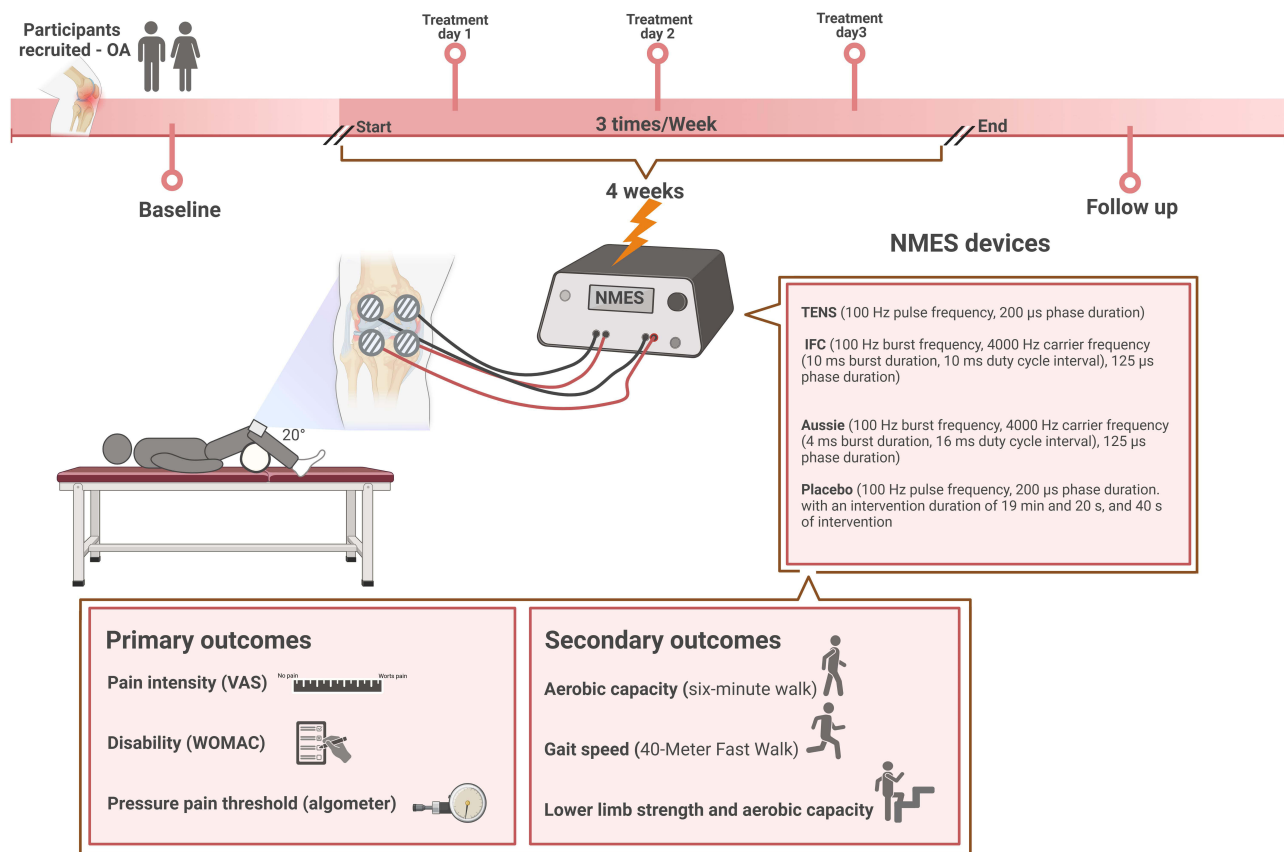 Participants
recruited - OA
Treatment
day 1
Treatment
day 2
Treatment
day3
Start
3 times/Week
End
Baseline
4 weeks
Follow up
NMES devices
NMES
20°
TENS (100 Hz pulse frequency, 200 µs phase duration)
IFC (100 Hz burst frequency, 4000 Hz carrier frequency
(10 ms burst duration, 10 ms duty cycle interval), 125 µs
phase duration)
Aussie (100 Hz burst frequency, 4000 Hz carrier frequency
(4 ms burst duration, 16 ms duty cycle interval), 125 µs
phase duration)
Placebo (100 Hz pulse frequency, 200 µs phase duration.
with an intervention duration of 19 min and 20 s, and 40 s
of intervention
Primary outcomes
Pain intensity (VAS)
No pain
Worts pain
Disability (WOMAC)
Pressure pain threshold (algometer)
Secondary outcomes
Aerobic capacity (six-minute walk)
Gait speed (40-Meter Fast Walk)
Lower limb strength and aerobic capacity